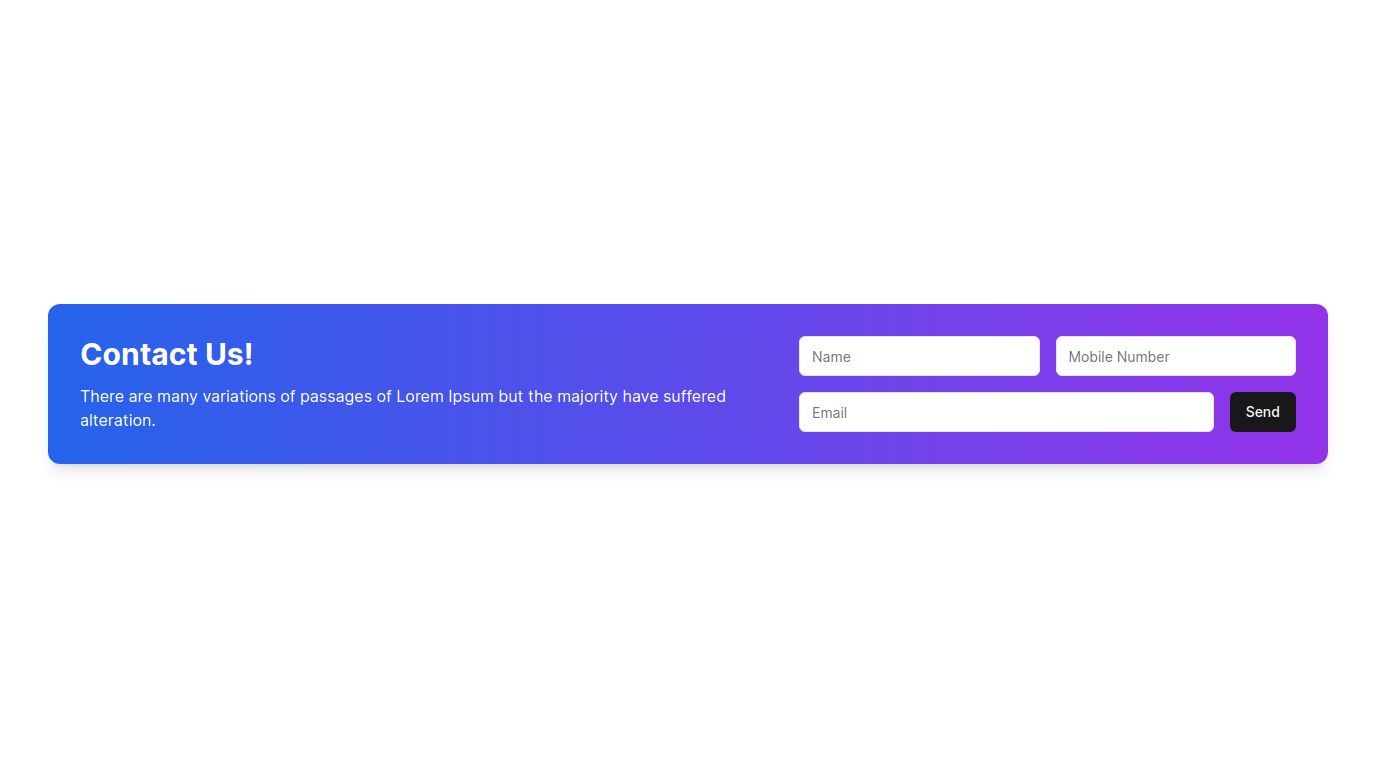 Contact Us!
There are many variations of passages of Lorem Ipsum but the majority have suffered
alteration.
Name
Mobile Number
Email
Send